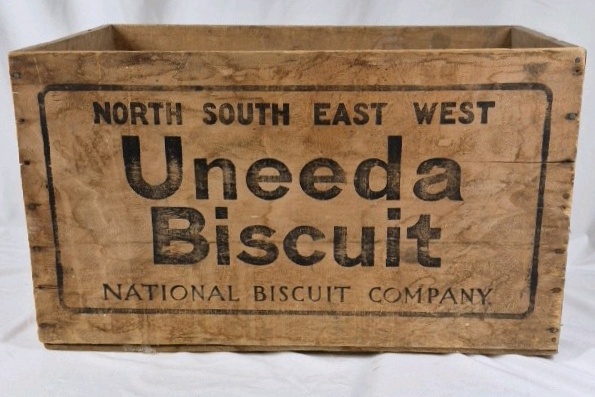 NORTH SOUTH EAST WEST
Uneeda
Biscuit
NATIONAL BISCUIT COMPANY.